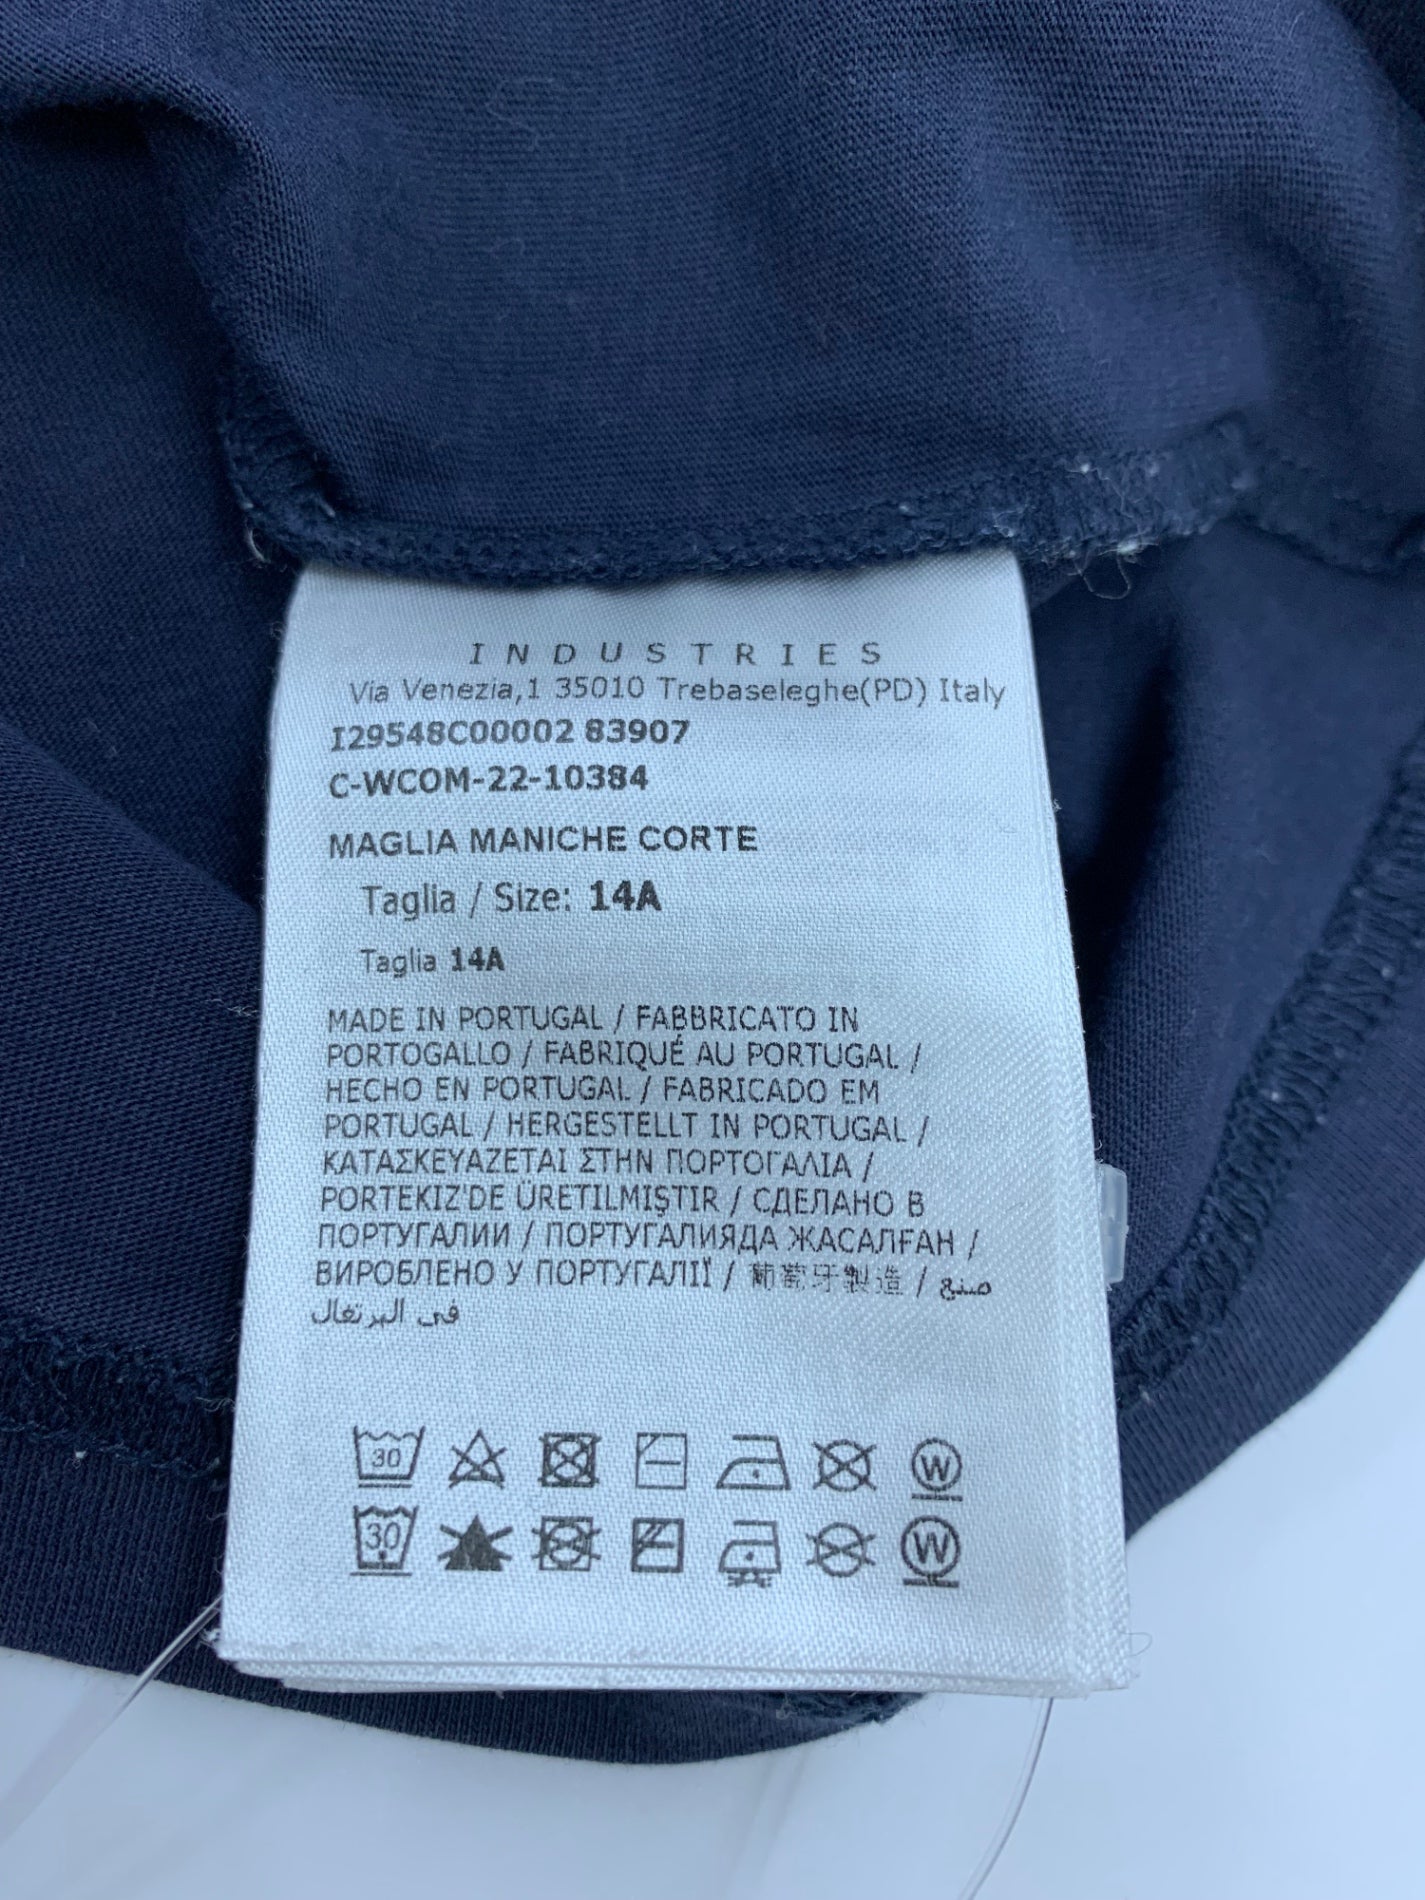 INDUSTRIES
Via Venezia,1 35010 Trebaseleghe(PD) Italy
I29548C00002 83907
C-WCOM-22-10384
MAGLIA MANICHE CORTE
Taglia / Size: 14A
Taglia 14A
MADE IN PORTUGAL / FABBRICATO IN
PORTOGALLO / FABRIQUÉ AU PORTUGAL /
HECHO EN PORTUGAL / FABRICADO EM
PORTUGAL / HERGESTELLT IN PORTUGAL /
ΚΑΤΑΣΚΕΥΑΖΕΤΑΙ ΣΤΗΝ ΠΟΡΤΟΓΑΛΙΑ /
PORTEKIZ'DE ÜRETILMIŞTIR / СДЕЛАНО В
ПОРТУГАЛИИ / ПОРТУГАЛИЯДА ЖАСАЛҒАН /
ВИРОБЛЕНО У ПОРТУГАЛІЇ / 葡萄牙製造 / صنع
في البرتغال
30 W
30 W